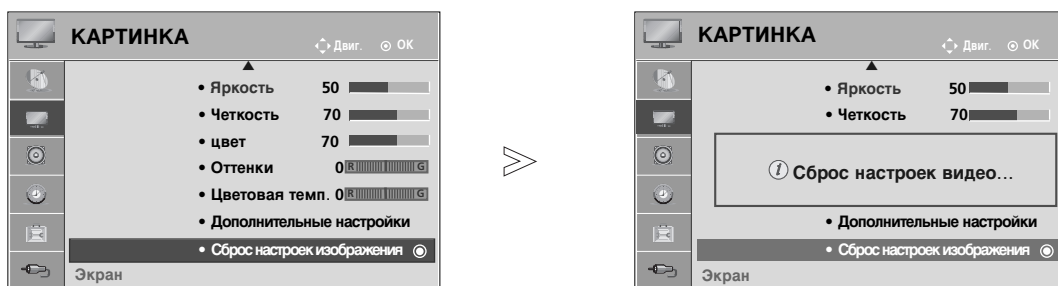 КАРТИНКА
Двиг. OK
• Яркость 50
• Четкость 70
• цвет 70
• Оттенки 0 R G
• Цветовая темп. 0 R G
• Дополнительные настройки
• Сброс настроек изображения
Экран
КАРТИНКА
Двиг. OK
• Яркость 50
• Четкость 70
i Сброс настроек видео...
• Дополнительные настройки
• Сброс настроек изображения
Экран